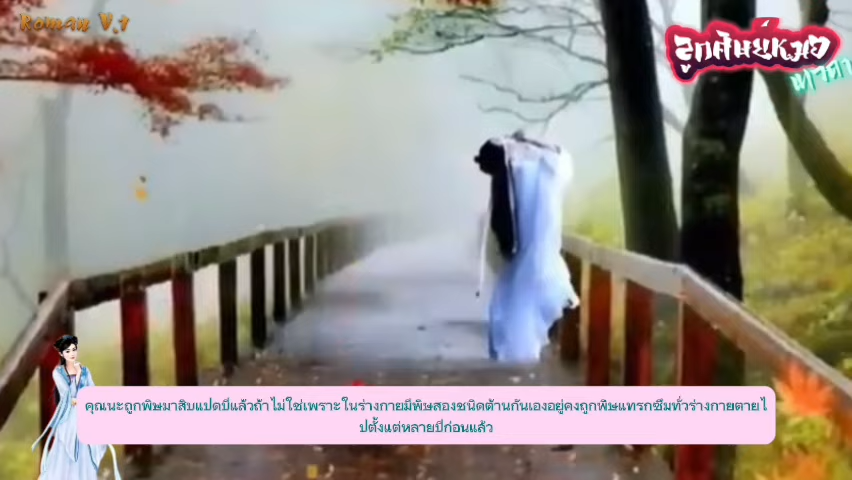 Roman V.1
ลูกศิษย์หมอ
คุณนะถูกพิษมาสิบแปดปีแล้วถ้าไม่ใช่เพราะในร่างกายมีพิษสองชนิดต้านกันเองอยู่คงถูกพิษแทรกซึมทั่วร่างกายตายไ
ปตั้งแต่หลายปีก่อนแล้ว